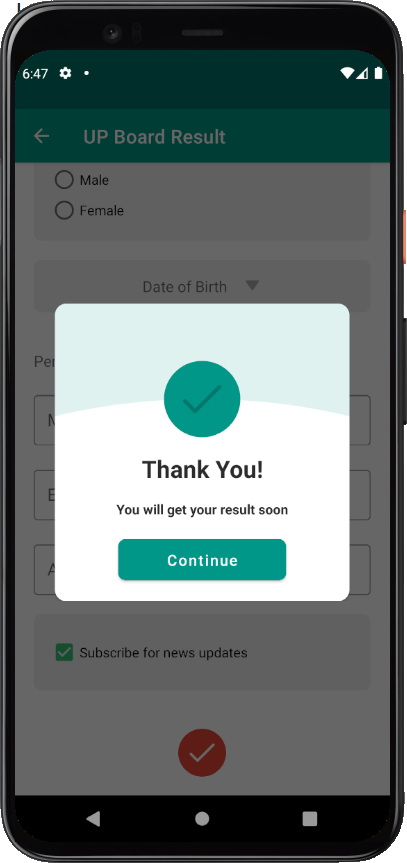 6:47
UP Board Result
Male
Female
Date of Birth
Per
M
Thank You!
You will get your result soon
Continue
Subscribe for news updates